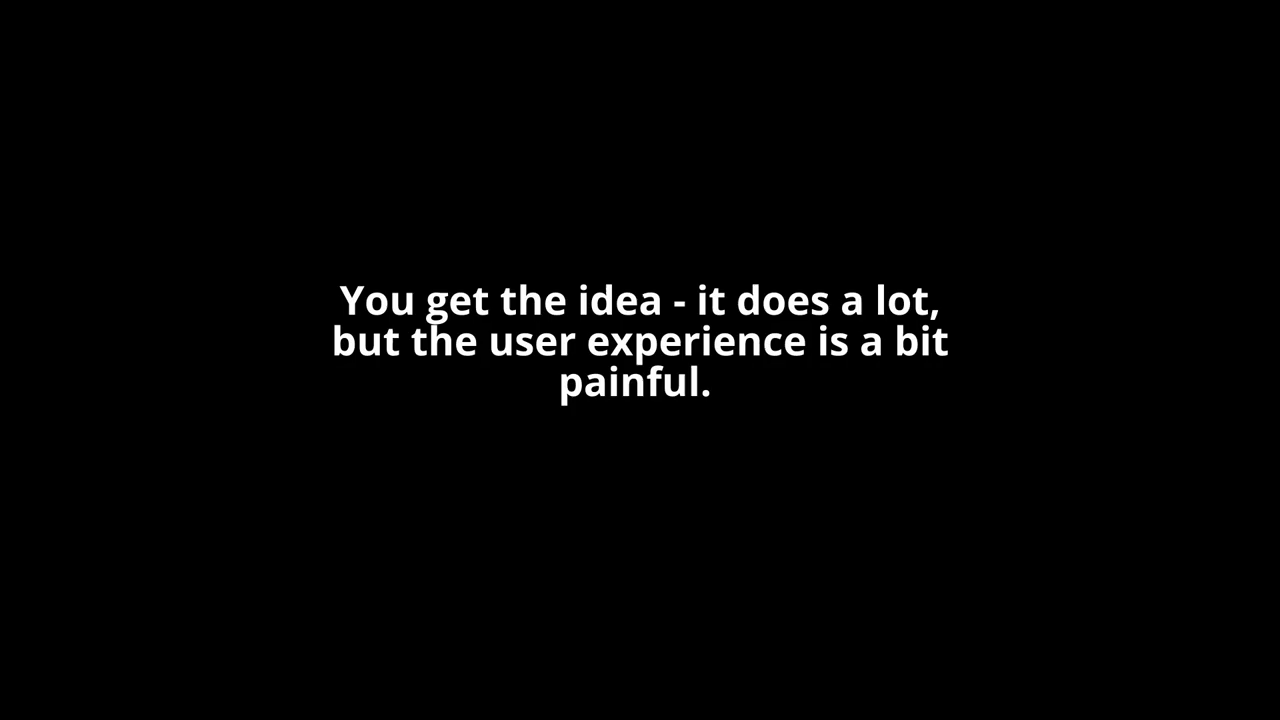 You get the idea - it does a lot,
but the user experience is a bit
painful.